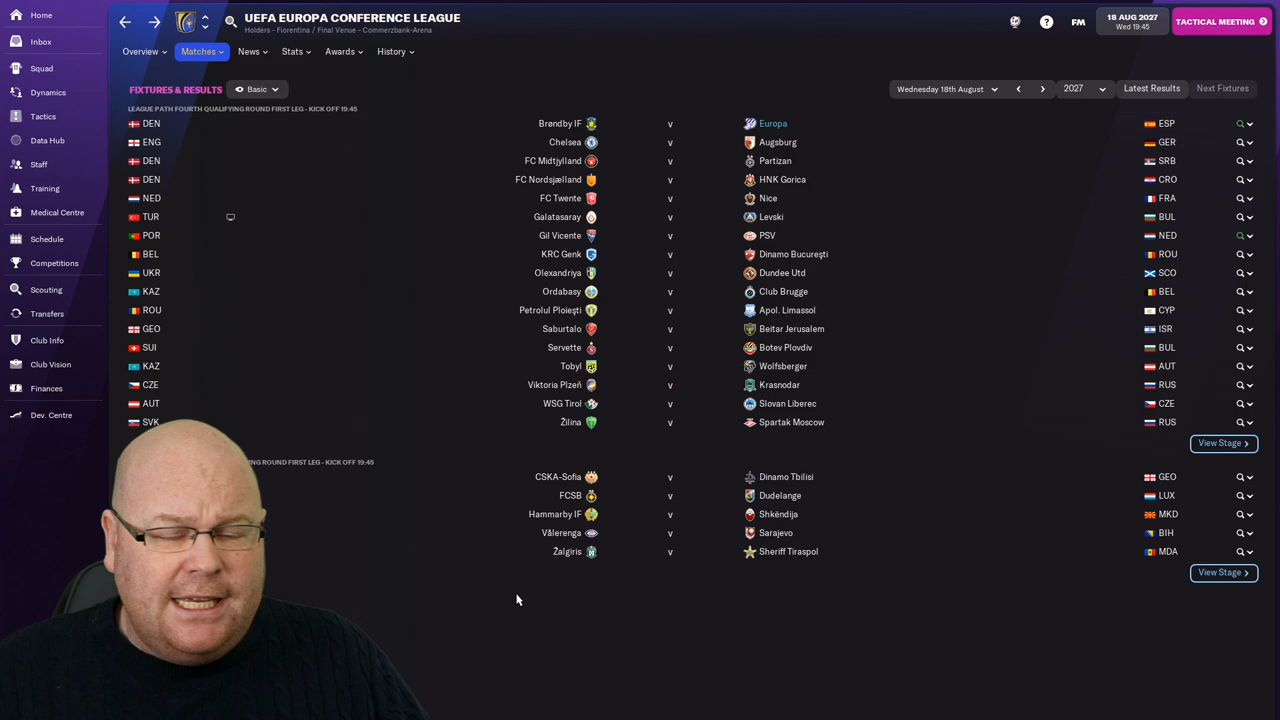 Home
Inbox
Squad
Dynamics
Tactics
Data Hub
Staff
Training
Medical Centre
Schedule
Competitions
Scouting
Transfers
Club Info
Club Vision
Finances
Dev. Centre
UEFA EUROPA CONFERENCE LEAGUE
Holders - Fiorentina / Final Venue - Commerzbank-Arena
FM
18 AUG 2027
Wed 19:45
TACTICAL MEETING
Overview Matches News Stats Awards History
FIXTURES & RESULTS Basic Wednesday 18th August 2027 Latest Results Next Fixtures
LEAGUE PATH FOURTH QUALIFYING ROUND FIRST LEG - KICK OFF 19:45
DEN Brøndby IF v Europa ESP
ENG Chelsea v Augsburg GER
DEN FC Midtjylland v Partizan SRB
DEN FC Nordsjælland v HNK Gorica CRO
NED FC Twente v Nice FRA
TUR Galatasaray v Levski BUL
POR Gil Vicente v PSV NED
BEL KRC Genk v Dinamo Bucureşti ROU
UKR Olexandriya v Dundee Utd SCO
KAZ Ordabasy v Club Brugge BEL
ROU Petrolul Ploieşti v Apol. Limassol CYP
GEO Saburtalo v Beitar Jerusalem ISR
SUI Servette v Botev Plovdiv BUL
KAZ Tobyl v Wolfsberger AUT
CZE Viktoria Plzeň v Krasnodar RUS
AUT WSG Tirol v Slovan Liberec CZE
SVK Žilina v Spartak Moscow RUS
View Stage
ING ROUND FIRST LEG - KICK OFF 19:45
CSKA-Sofia v Dinamo Tbilisi GEO
FCSB v Dudelange LUX
Hammarby IF v Shkëndija MKD
Vålerenga v Sarajevo BIH
Žalgiris v Sheriff Tiraspol MDA
View Stage